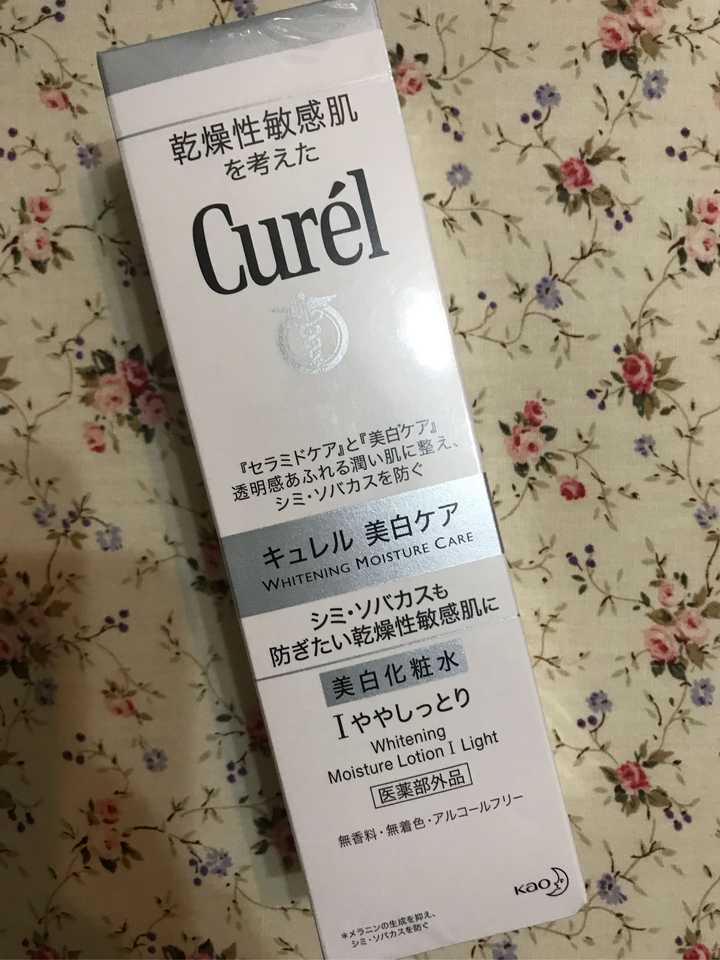 乾燥性敏感肌
を考えた
Curél
『セラミドケア』と『美白*ケア』
透明感あふれる潤い肌に整え、
シミ・ソバカスを防ぐ
キュレル 美白ケア
WHITENING MOISTURE CARE
シミ・ソバカスも
防ぎたい乾燥性敏感肌に
美白化粧水
I ややしっとり
Whitening
Moisture Lotion I Light
医薬部外品
無香料・無着色・アルコールフリー
Kao
*メラニンの生成を抑え、
シミ・ソバカスを防ぐ